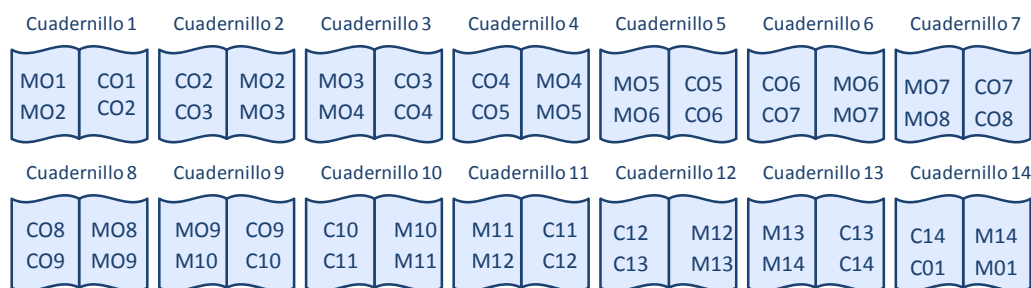 Cuadernillo 1 Cuadernillo 2 Cuadernillo 3 Cuadernillo 4 Cuadernillo 5 Cuadernillo 6 Cuadernillo 7
MO1 CO1 CO2 MO2 MO3 CO3 CO4 MO4 MO5 CO5 CO6 MO6 MO7 CO7
MO2 CO2 CO3 MO3 MO4 CO4 CO5 MO5 MO6 CO6 CO7 MO7 MO8 CO8
Cuadernillo 8 Cuadernillo 9 Cuadernillo 10 Cuadernillo 11 Cuadernillo 12 Cuadernillo 13 Cuadernillo 14
CO8 MO8 MO9 CO9 C10 M10 M11 C11 C12 M12 M13 C13 C14 M14
CO9 MO9 M10 C10 C11 M11 M12 C12 C13 M13 M14 C14 C01 M01